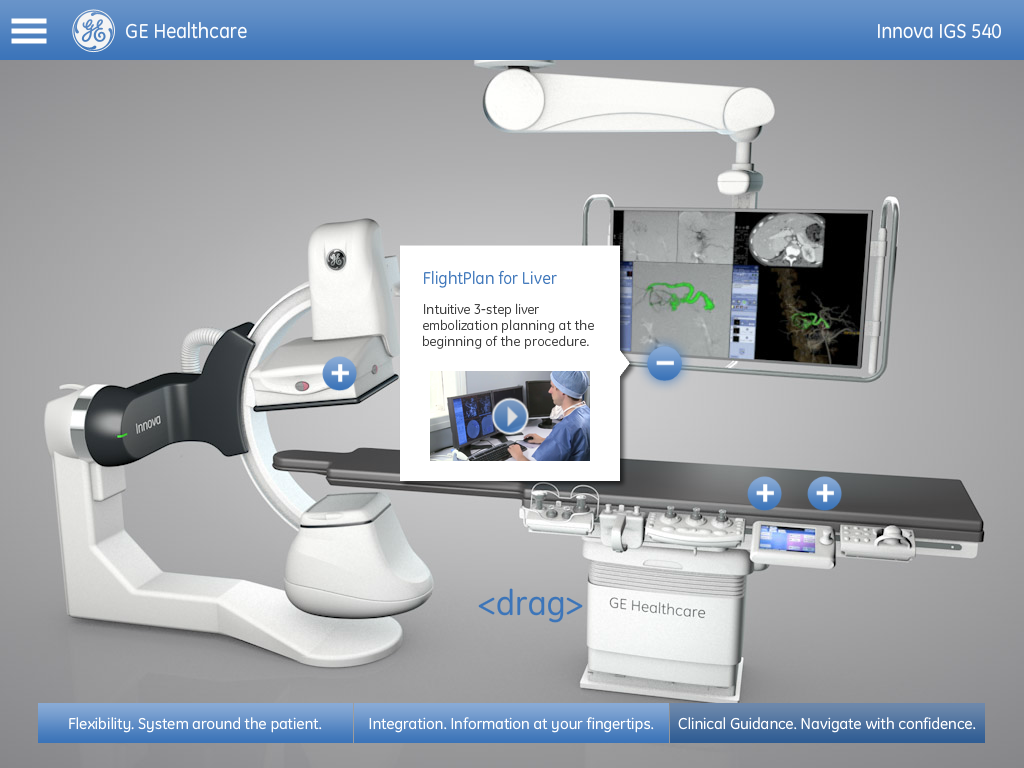 GE Healthcare
Innova IGS 540
FlightPlan for Liver
Intuitive 3-step liver
embolization planning at the
beginning of the procedure.
Innova
<drag>
GE Healthcare
Flexibility. System around the patient.
Integration. Information at your fingertips.
Clinical Guidance. Navigate with confidence.